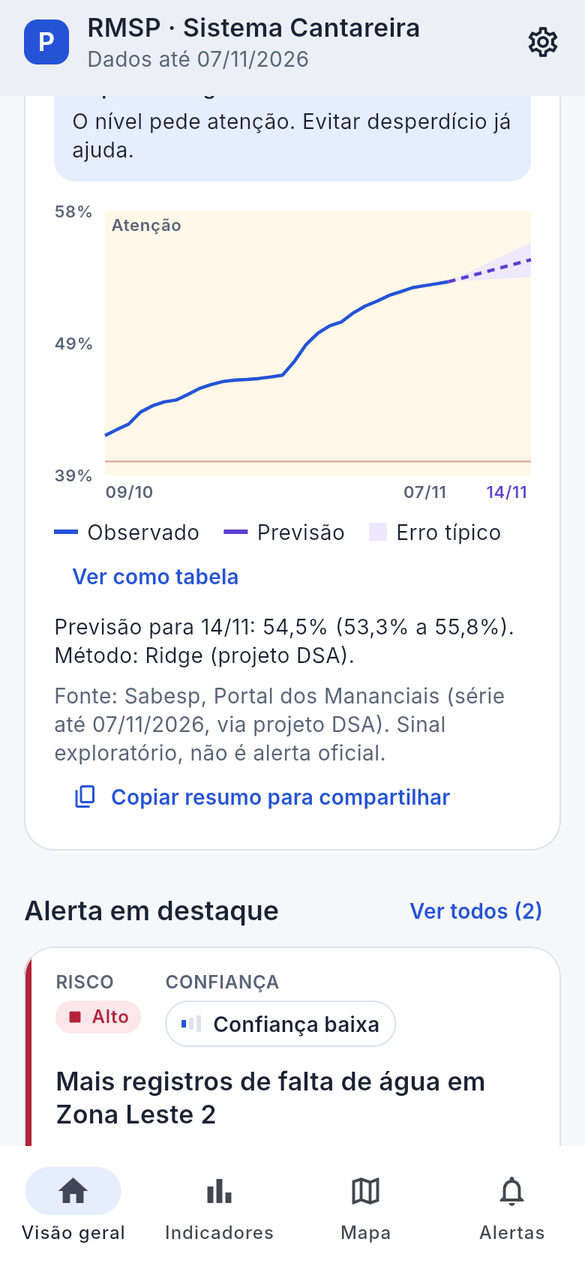 P
RMSP · Sistema Cantareira
Dados até 07/11/2026
O nível pede atenção. Evitar desperdício já
ajuda.
58%
Atenção
49%
39%
09/10
07/11
14/11
Observado
Previsão
Erro típico
Ver como tabela
Previsão para 14/11: 54,5% (53,3% a 55,8%).
Método: Ridge (projeto DSA).
Fonte: Sabesp, Portal dos Mananciais (série
até 07/11/2026, via projeto DSA). Sinal
exploratório, não é alerta oficial.
Copiar resumo para compartilhar
Alerta em destaque
Ver todos (2)
RISCO
CONFIANÇA
Alto
Confiança baixa
Mais registros de falta de água em
Zona Leste 2
Visão geral
Indicadores
Mapa
Alertas